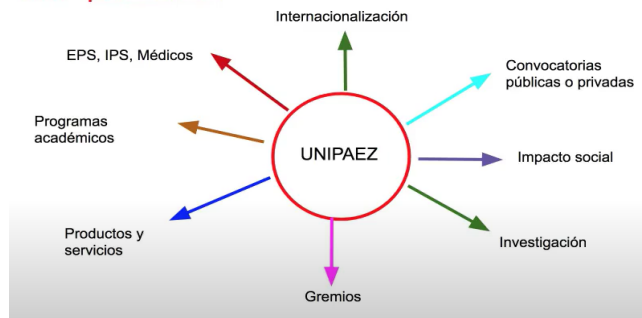 Internacionalización
EPS, IPS, Médicos
Convocatorias
públicas o privadas
Programas
académicos
UNIPAEZ
Impacto social
Productos y
servicios
Investigación
Gremios